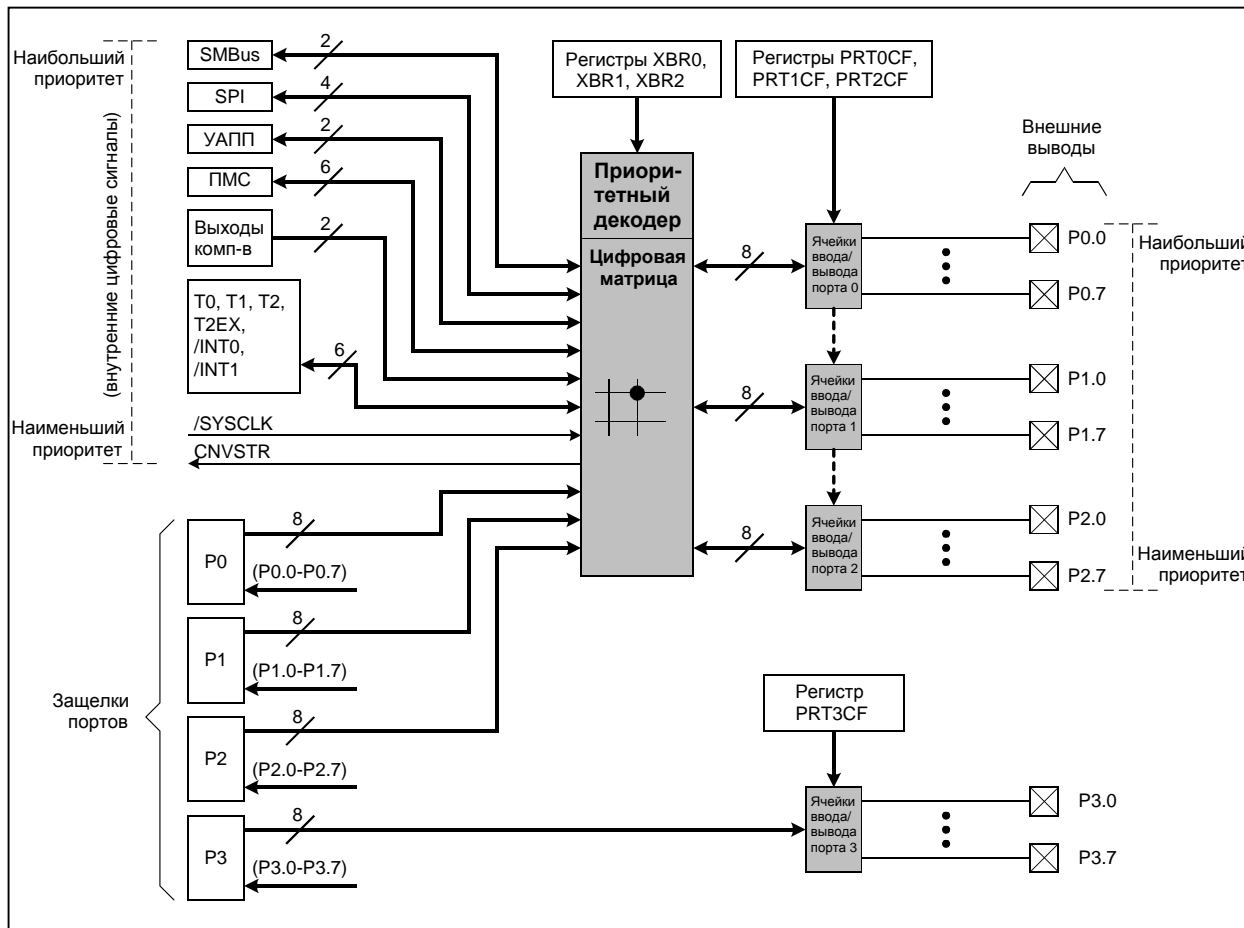 Наибольший
приоритет
(внутренние цифровые сигналы)
Наименьший
приоритет
SMBus
2
SPI
4
УАПП
2
ПМС
6
Выходы
комп-в
2
T0, T1, T2,
T2EX,
/INT0,
/INT1
6
/SYSCLK
CNVSTR
Регистры XBR0,
XBR1, XBR2
Регистры PRT0CF,
PRT1CF, PRT2CF
Приори-
тетный
декодер
Цифровая
матрица
8
Ячейки
ввода/
вывода
порта 0
8
Ячейки
ввода/
вывода
порта 1
8
Ячейки
ввода/
вывода
порта 2
Внешние
выводы
P0.0
P0.7
P1.0
P1.7
P2.0
P2.7
Наибольший
приоритет
Наименьший
приоритет
Защелки
портов
P0
8
(P0.0-P0.7)
P1
8
(P1.0-P1.7)
P2
8
(P2.0-P2.7)
P3
8
(P3.0-P3.7)
Регистр
PRT3CF
Ячейки
ввода/
вывода
порта 3
P3.0
P3.7